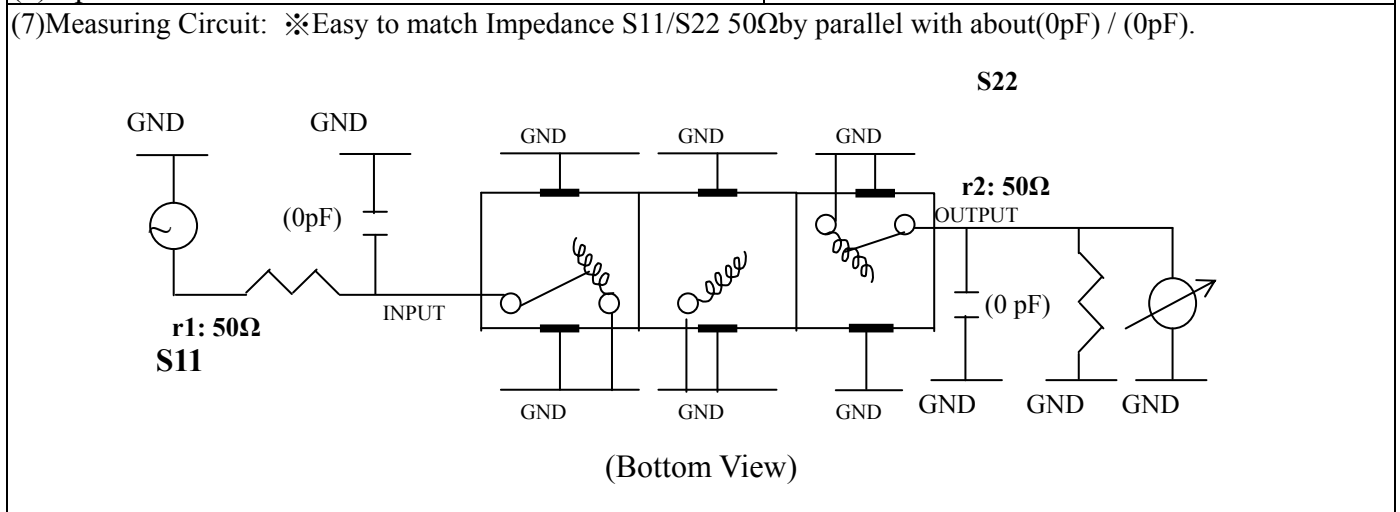 (7)Measuring Circuit: ※Easy to match Impedance S11/S22 50Ωby parallel with about(0pF) / (0pF).
S22
GND GND GND GND GND
r2: 50Ω
(0pF) OUTPUT
INPUT (0 pF)
r1: 50Ω
S11
GND GND GND GND GND GND
(Bottom View)